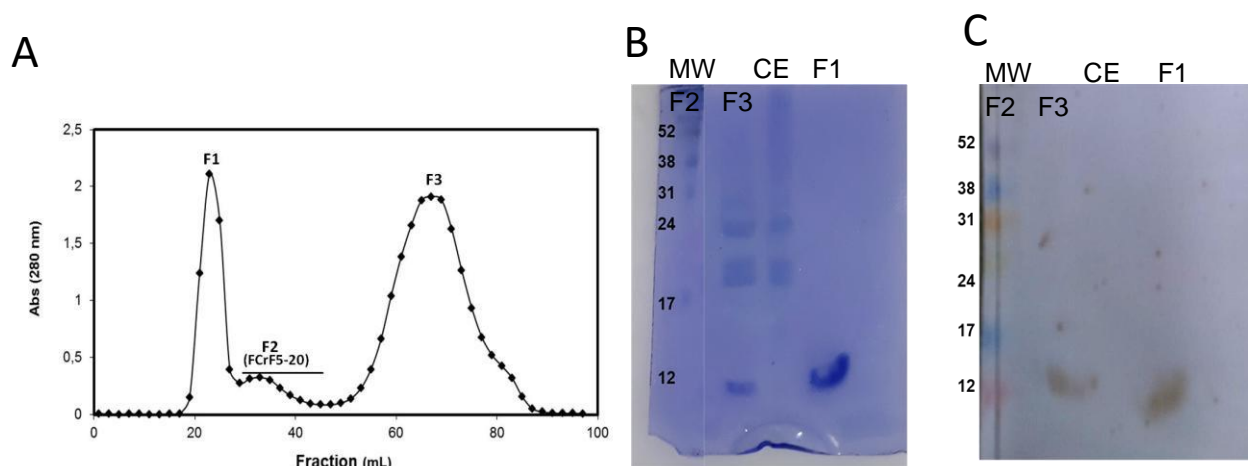 A
2,5
2
1,5
1
0,5
0
Abs (280 nm)
F1
F2
(FCrF5-20)
F3
0 20 40 60 80 100
Fraction (mL)
B
MW CE F1
F2 F3
52
38
31
24
17
12
C
MW CE F1
F2 F3
52
38
31
24
17
12